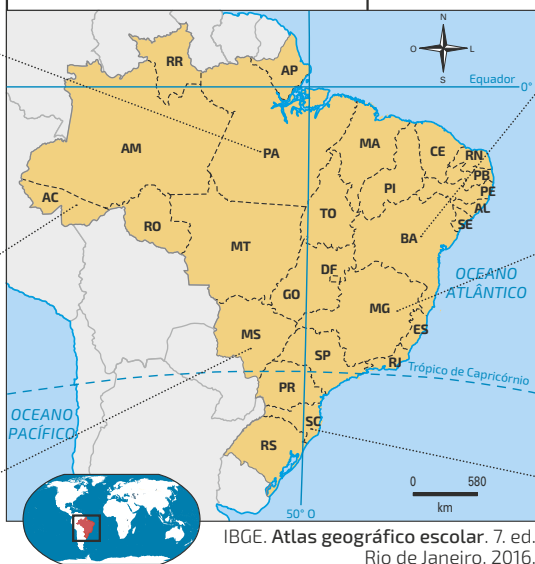 N
O L
S
RR
AP
Equador
0°
AM
PA
MA
CE
RN
PB
PE
AL
SE
PI
AC
RO
TO
BA
MT
DF
GO
MG
ES
MS
SP
RJ
PR
SC
RS
OCEANO
ATLÂNTICO
Trópico de Capricórnio
OCEANO
PACÍFICO
0 580
km
50° O
IBGE. Atlas geográfico escolar. 7. ed.
Rio de Janeiro, 2016.